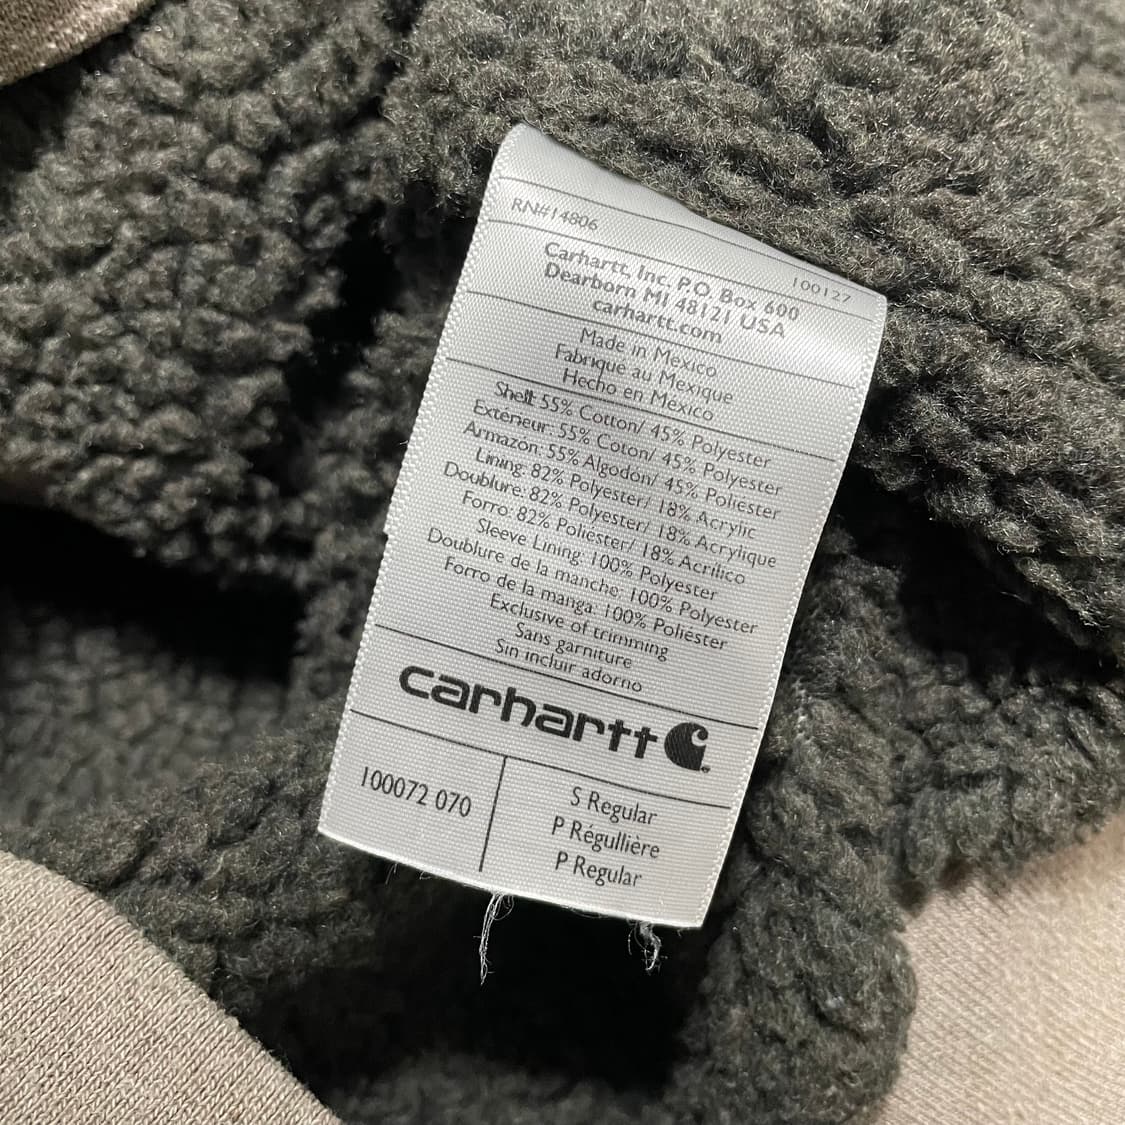 RN#14806
100127
Carhartt, Inc. P.O. Box 600
Dearborn MI 48121 USA
carhartt.com
Made in Mexico
Fabriqué au Mexique
Hecho en México
Shell: 55% Cotton/ 45% Polyester
Extérieur: 55% Coton/ 45% Polyester
Armazón: 55% Algodón/ 45% Poliéster
Lining: 82% Polyester/ 18% Acrylic
Doublure: 82% Polyester/ 18% Acrylique
Forro: 82% Poliéster/ 18% Acrílico
Sleeve Lining: 100% Polyester
Doublure de la manche: 100% Polyester
Forro de la manga: 100% Poliéster
Exclusive of trimming
Sans garniture
Sin incluir adorno
carhartt
100072 070
S Regular
P Régullière
P Regular